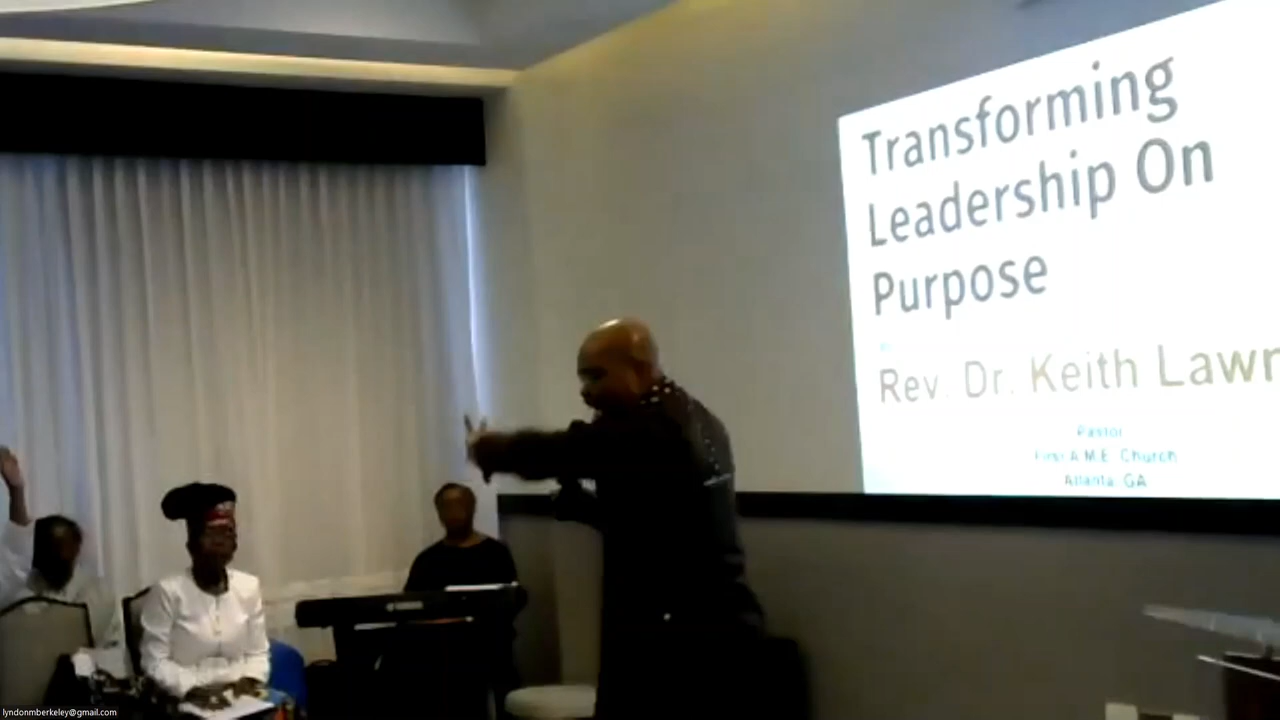 Transforming
Leadership On
Purpose
Rev. Dr. Keith Lawr
Pastor
First A.M.E. Church
Atlanta, GA
lyndonmberkeley@gmail.com